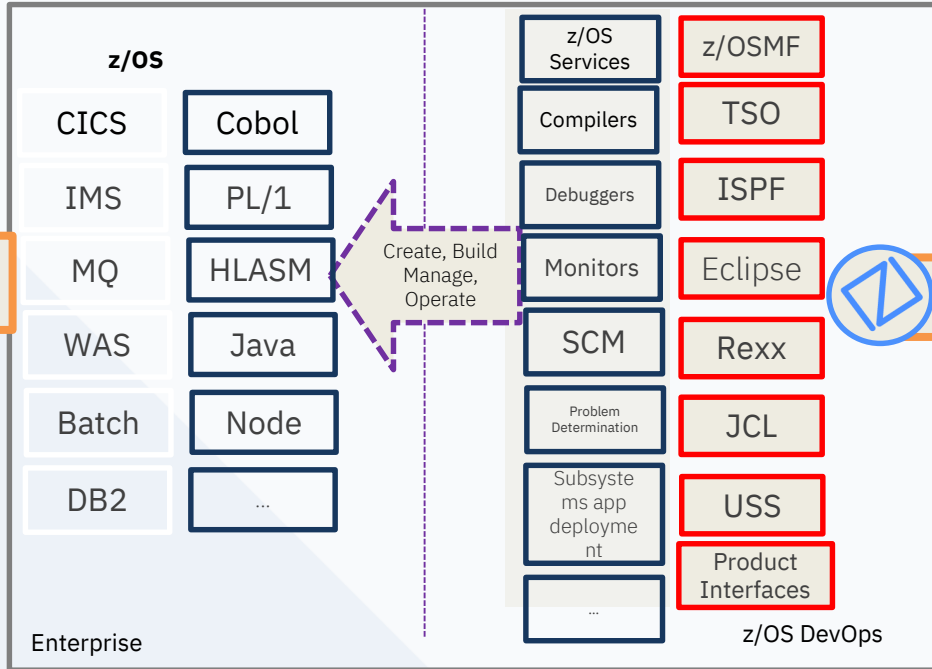 z/OS
CICS
IMS
MQ
WAS
Batch
DB2
Cobol
PL/1
HLASM
Java
Node
...
Enterprise
Create, Build
Manage,
Operate
z/OS
Services
Compilers
Debuggers
Monitors
SCM
Problem
Determination
Subsyste
ms app
deployme
nt
...
z/OSMF
TSO
ISPF
Eclipse
Rexx
JCL
USS
Product
Interfaces
z/OS DevOps